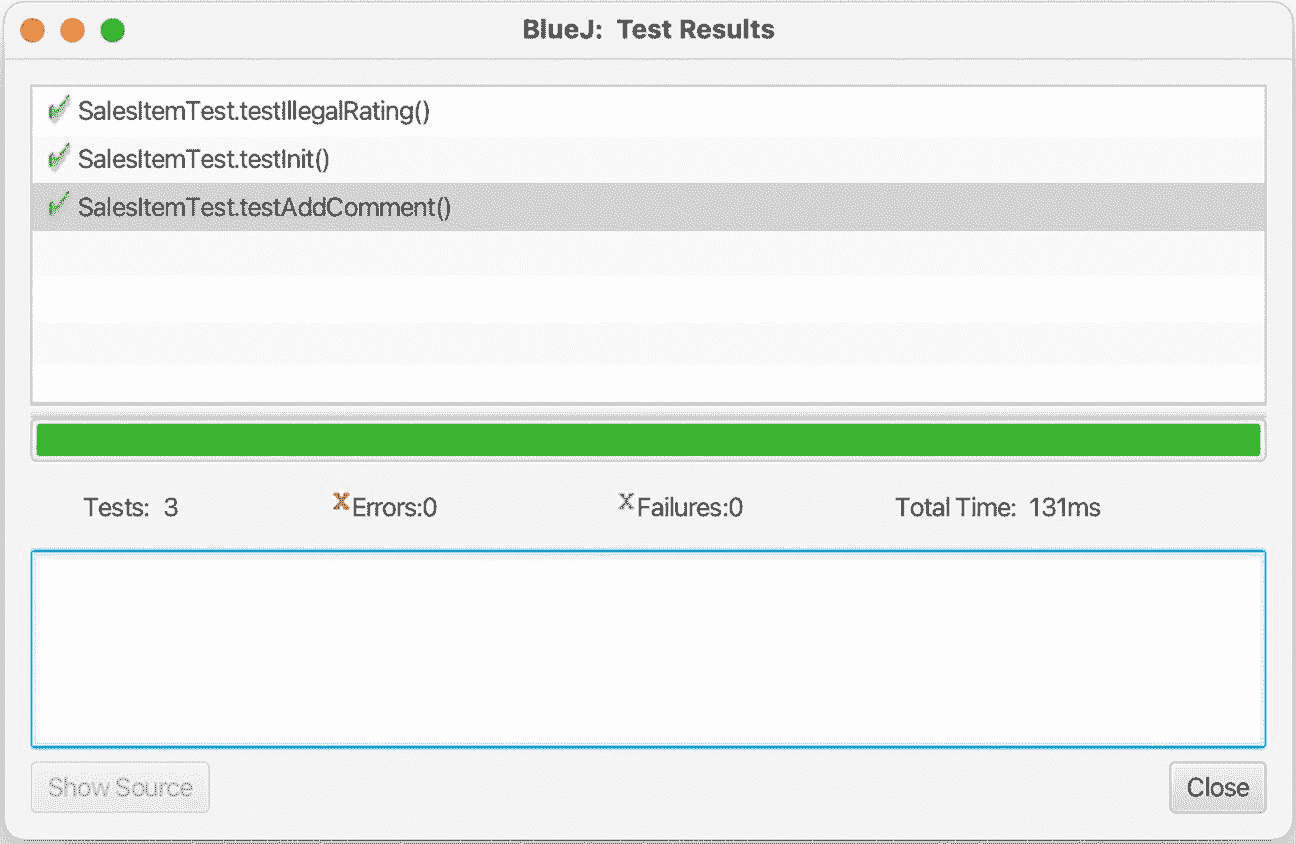 BlueJ:  Test Results
SalesItemTest.testIllegalRating()
SalesItemTest.testInit()
SalesItemTest.testAddComment()
Tests:  3 Errors:0 Failures:0 Total Time:  131ms
Show Source Close